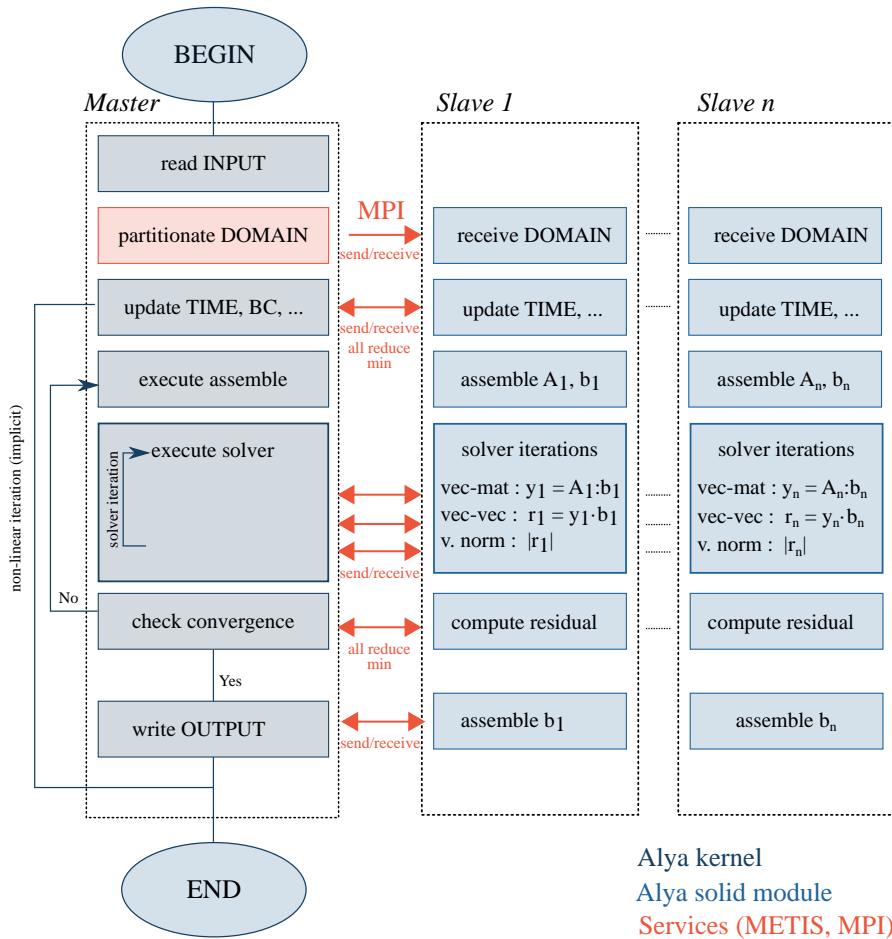 BEGIN
Master
Slave 1
Slave n
read INPUT
partitionate DOMAIN
MPI
send/receive
receive DOMAIN
receive DOMAIN
update TIME, BC, ...
send/receive
all reduce
min
update TIME, ...
update TIME, ...
execute assemble
assemble A1, b1
assemble An, bn
non-linear iteration (implicit)
execute solver
solver iteration
send/receive
solver iterations
vec-mat : y1 = A1:b1
vec-vec : r1 = y1·b1
v. norm : |r1|
solver iterations
vec-mat : yn = An:bn
vec-vec : rn = yn·bn
v. norm : |rn|
No
check convergence
all reduce
min
compute residual
compute residual
Yes
write OUTPUT
send/receive
assemble b1
assemble bn
END
Alya kernel
Alya solid module
Services (METIS, MPI)